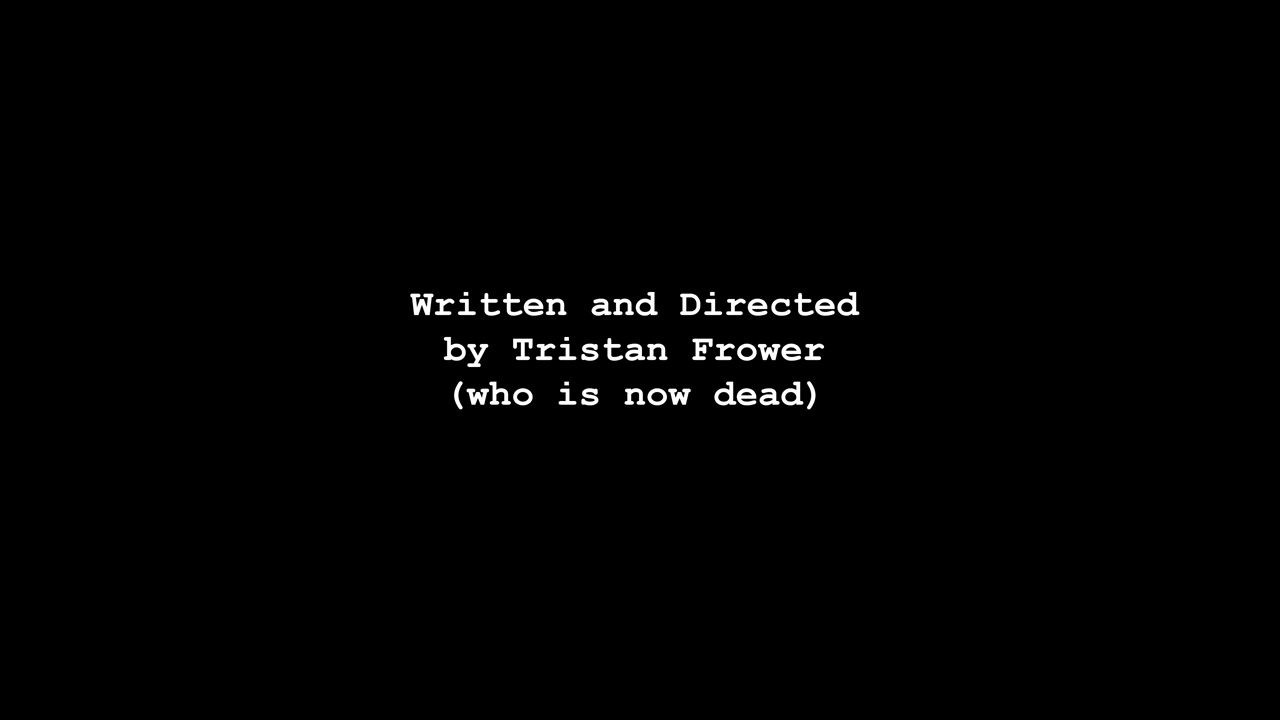 Written and Directed
by Tristan Frower
(who is now dead)